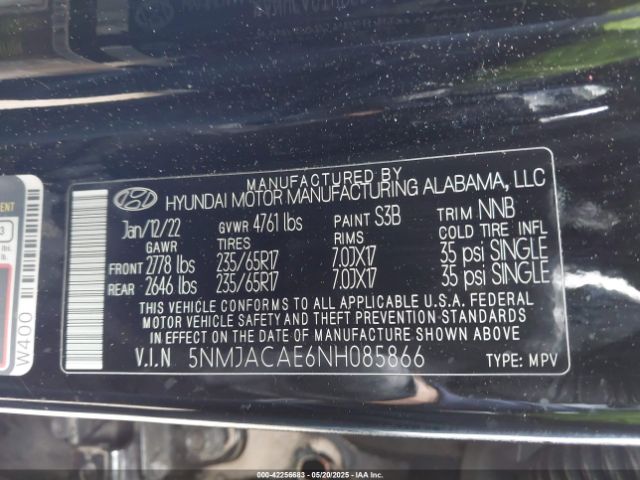 MANUFACTURED BY
HYUNDAI MOTOR MANUFACTURING ALABAMA, LLC
Jan/12/22 GVWR 4761 lbs PAINT S3B TRIM NNB
GAWR TIRES RIMS COLD TIRE INFL
FRONT 2778 lbs 235/65R17 7.0JX17 35 psi SINGLE
REAR 2646 lbs 235/65R17 7.0JX17 35 psi SINGLE
THIS VEHICLE CONFORMS TO ALL APPLICABLE U.S.A. FEDERAL
MOTOR VEHICLE SAFETY AND THEFT PREVENTION STANDARDS
IN EFFECT ON THE DATE OF MANUFACTURE SHOWN ABOVE.
V.I.N 5NMJACAE6NH085866 TYPE: MPV
W400
000-42256683 - 05/20/2025 - IAAI.COM